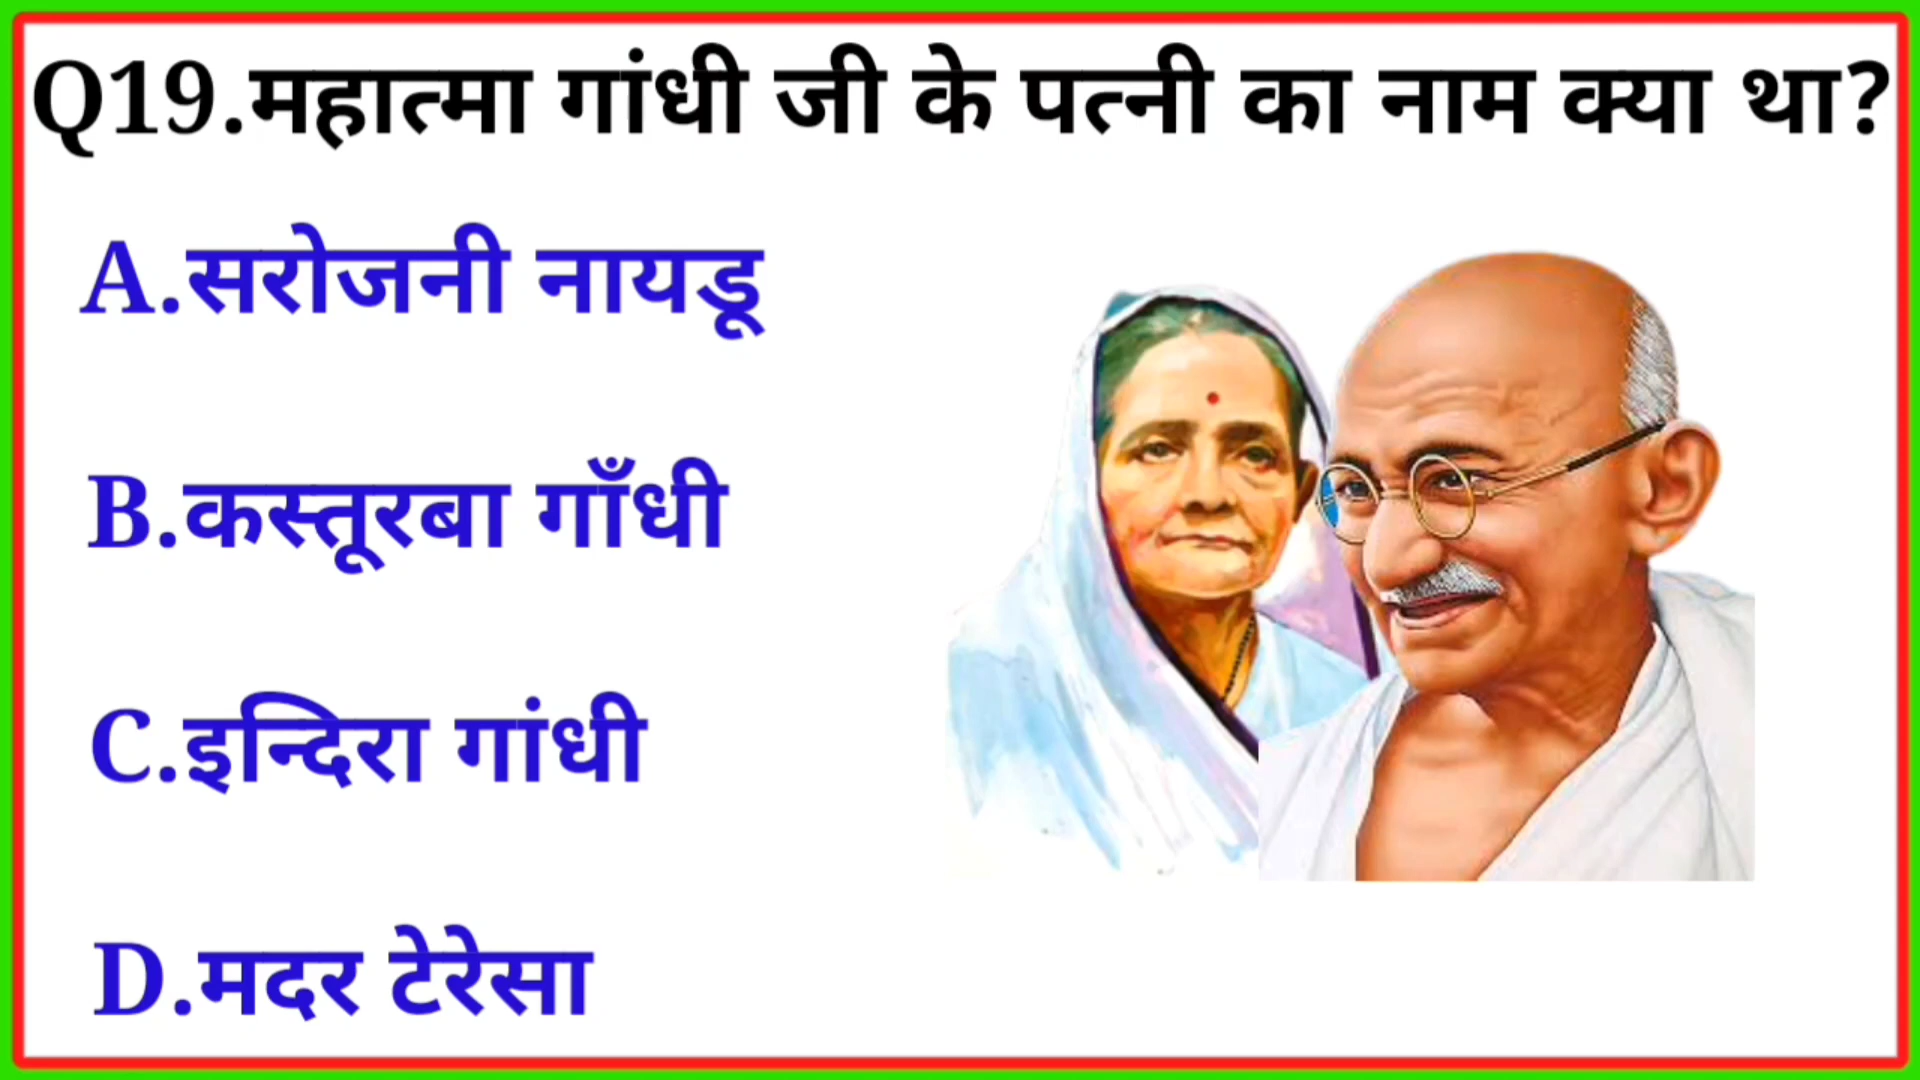 Q19.महात्मा गांधी जी के पत्नी का नाम क्या था?
A.सरोजनी नायडू
B.कस्तूरबा गाँधी
C.इन्दिरा गांधी
D.मदर टेरेसा